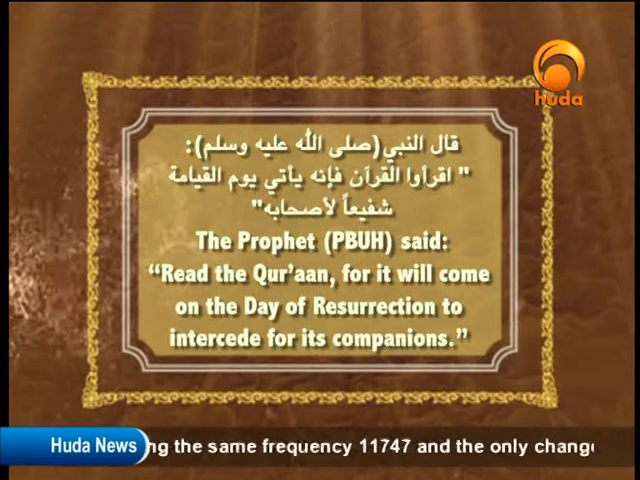 huda
قال النبي(صلى الله عليه وسلم):
" اقرأوا القرآن فإنه يأتي يوم القيامة
شفيعاً لأصحابه"
The Prophet (PBUH) said:
“Read the Qur’aan, for it will come
on the Day of Resurrection to
intercede for its companions.”
Huda News
ng the same frequency 11747 and the only change